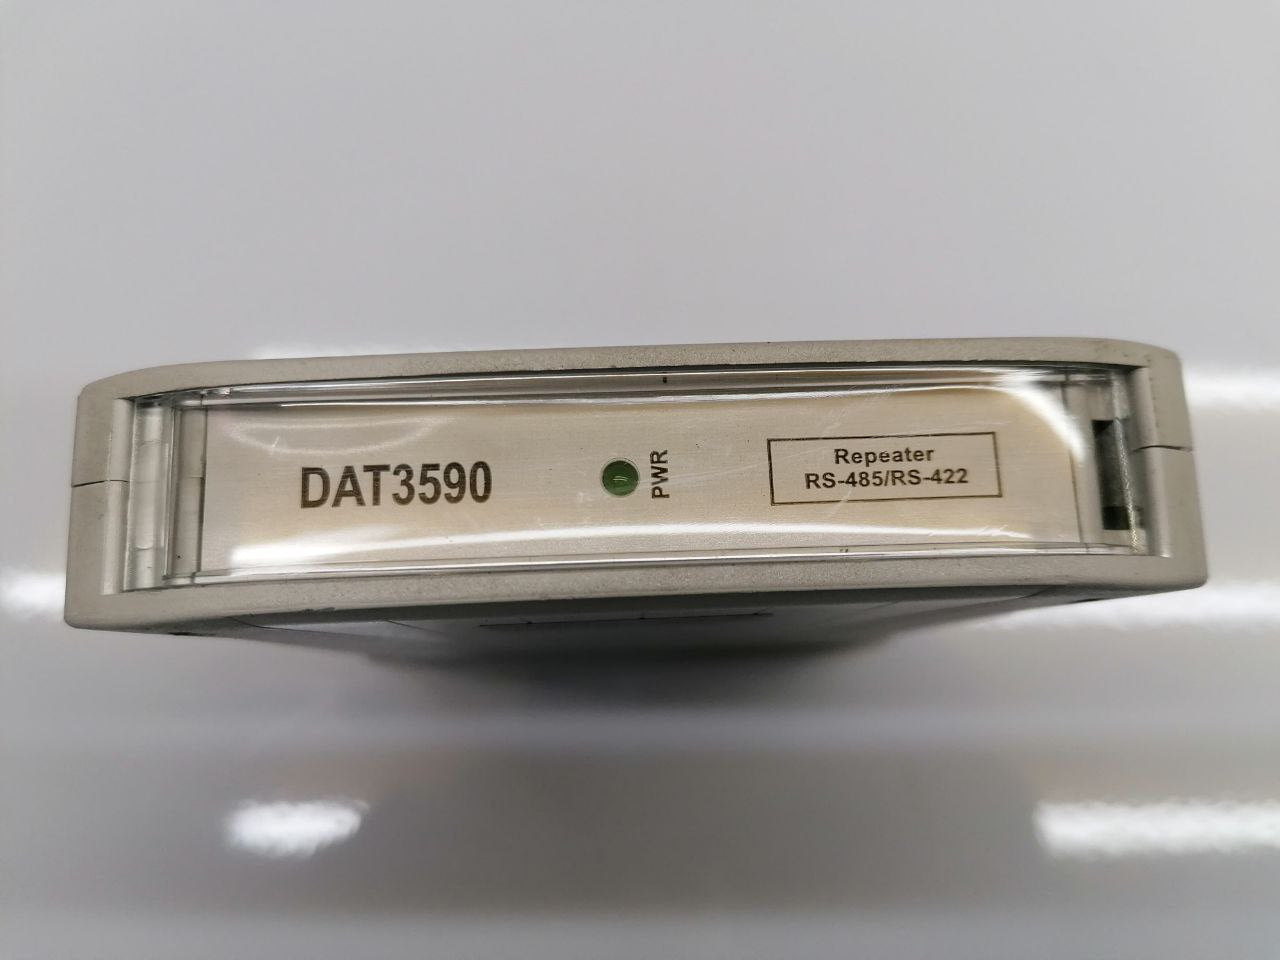 DAT3590
PWR
Repeater
RS-485/RS-422